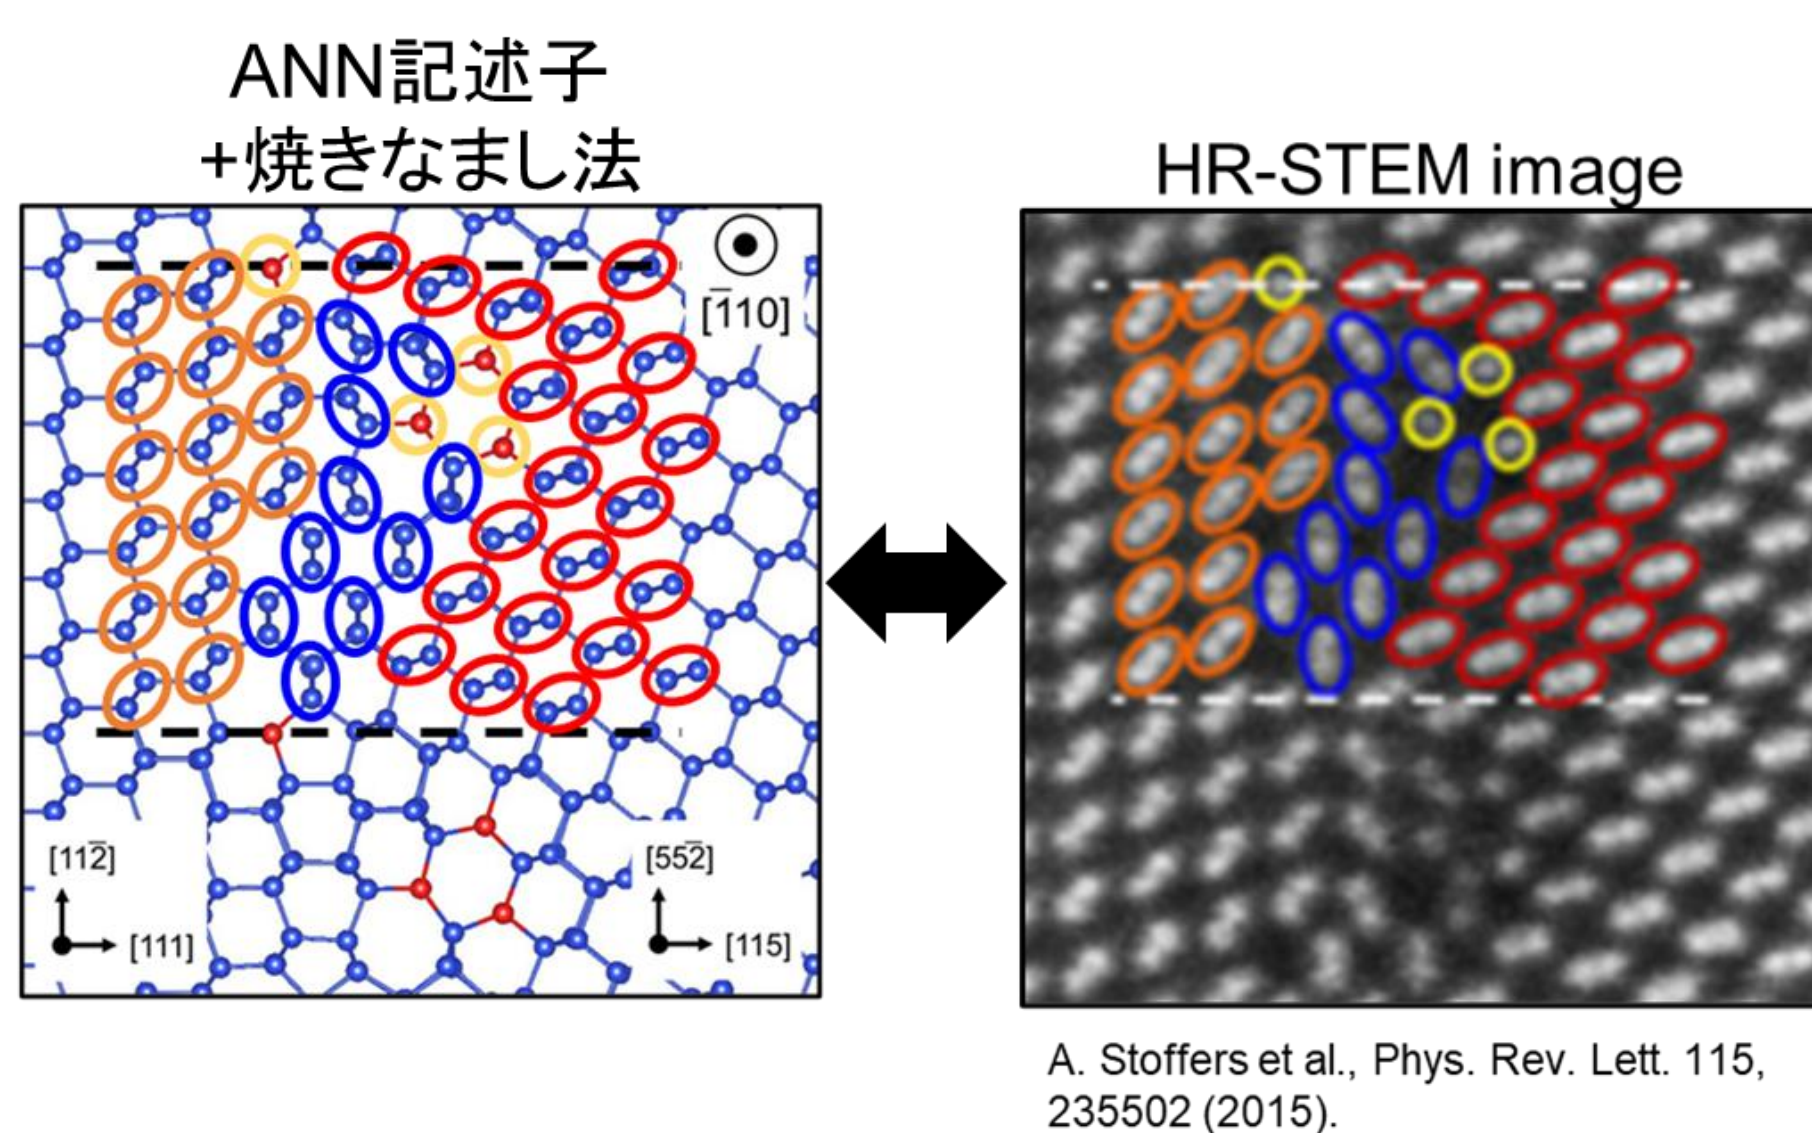 ANN記述子
+焼きなまし法
HR-STEM image
[1̅10]
[112̅]
[111]
[552̅]
[115]
A. Stoffers et al., Phys. Rev. Lett. 115,
235502 (2015).